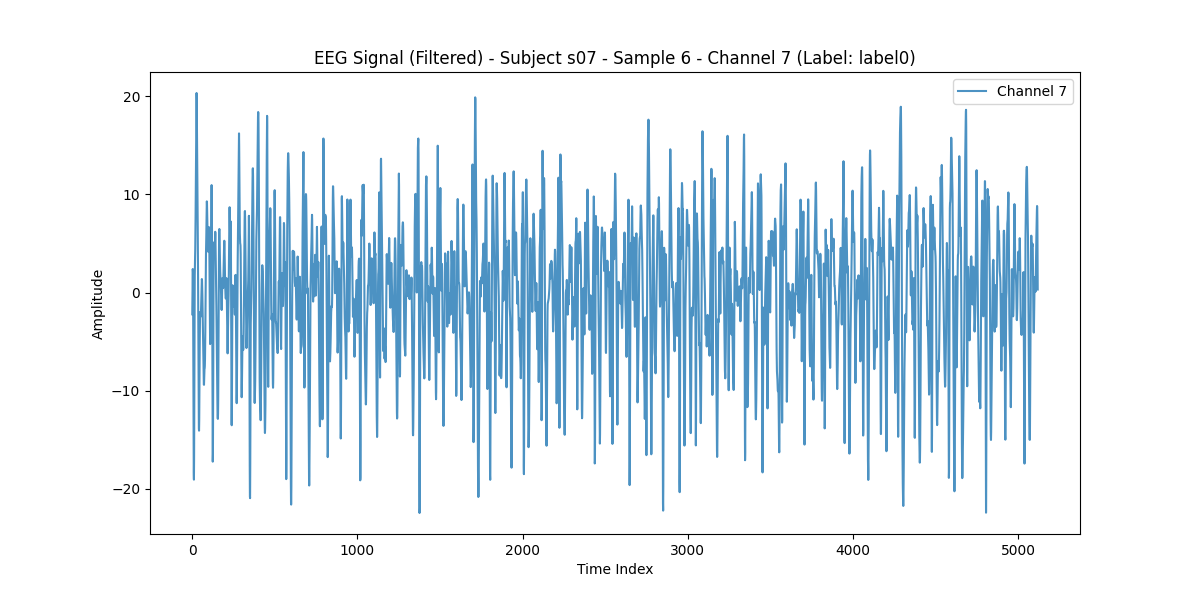 EEG Signal (Filtered) - Subject s07 - Sample 6 - Channel 7 (Label: label0)
Channel 7
20
10
0
−10
−20
Amplitude
0 1000 2000 3000 4000 5000
Time Index